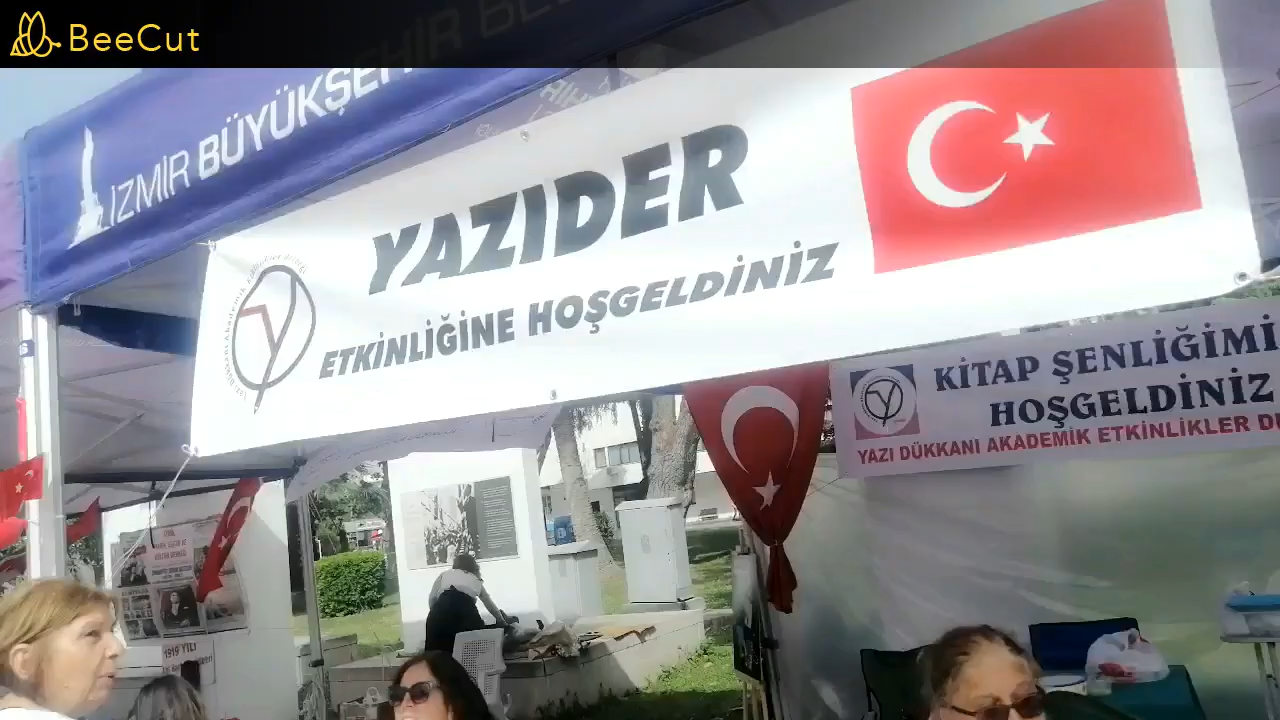 BeeCut
İZMİR BÜYÜKŞEHİR
YAZIDER
ETKİNLİĞİNE HOŞGELDİNİZ
KİTAP ŞENLİĞİMİ
HOŞGELDİNİZ
YAZI DÜKKANI AKADEMİK ETKİNLİKLER
1919 YILI